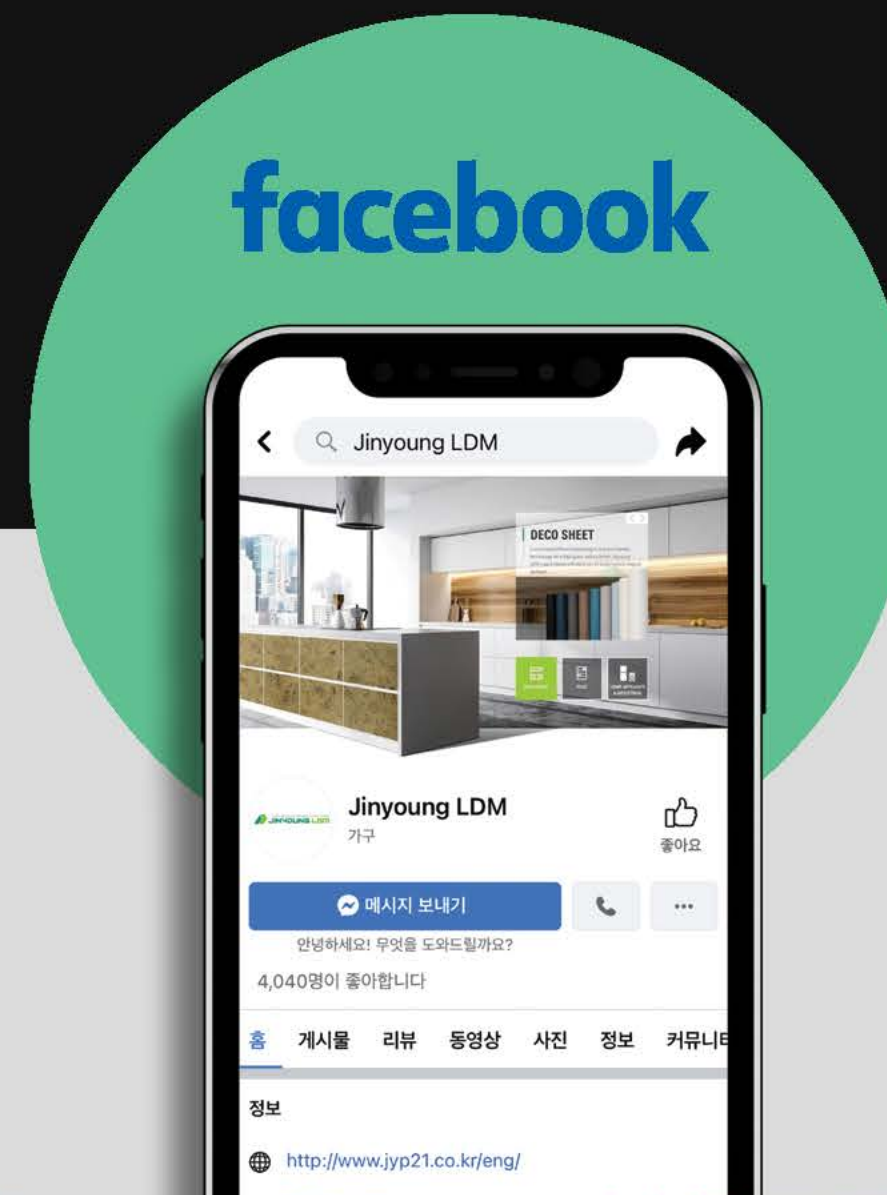 facebook
Jinyoung LDM
DECO SHEET
JINYOUNG LDM
Jinyoung LDM
가구
좋아요
메시지 보내기
안녕하세요! 무엇을 도와드릴까요?
4,040명이 좋아합니다
홈 게시물 리뷰 동영상 사진 정보 커뮤니티
정보
http://www.jyp21.co.kr/eng/